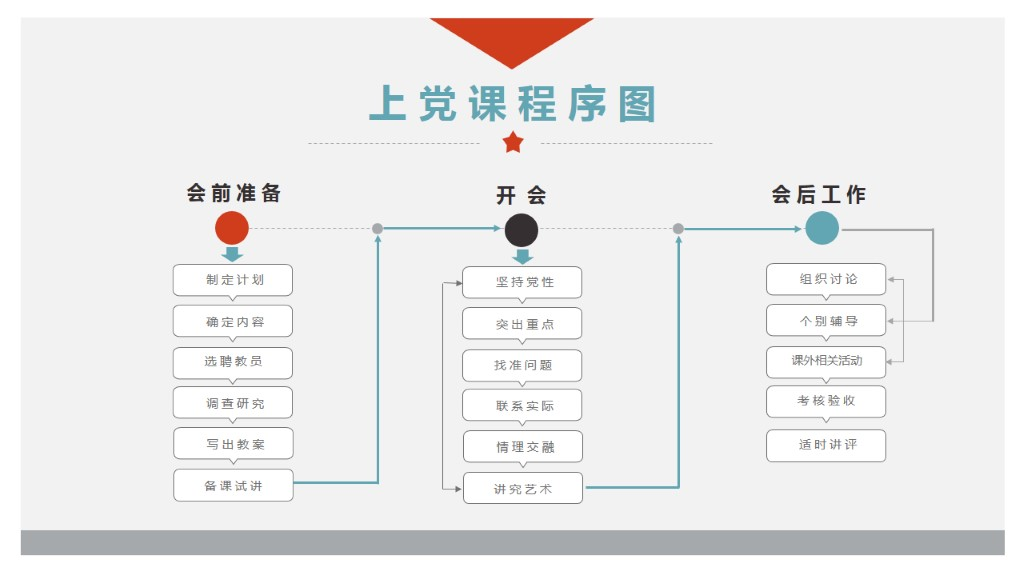 上党课程序图
会前准备
制定计划
确定内容
选聘教员
调查研究
写出教案
备课试讲
开会
坚持党性
突出重点
找准问题
联系实际
情理交融
讲究艺术
会后工作
组织讨论
个别辅导
课外相关活动
考核验收
适时讲评